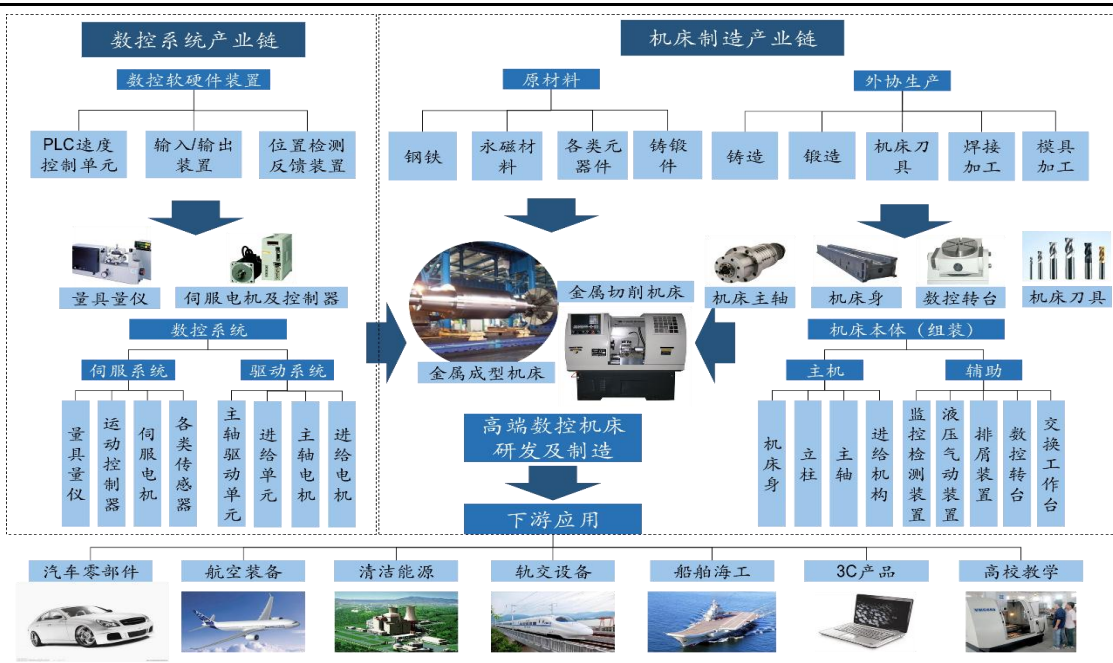 数控系统产业链
数控软硬件装置
PLC速度
控制单元
输入/输出
装置
位置检测
反馈装置
量具量仪
伺服电机及控制器
数控系统
伺服系统
驱动系统
量具量仪
运动控制器
伺服电机
各类传感器
主轴驱动单元
进给单元
主轴电机
进给电机
机床制造产业链
原材料
外协生产
钢铁
永磁材
料
各类元
器件
铸锻
件
铸造
锻造
机床刀
具
焊接
加工
模具
加工
金属切削机床
金属成型机床
机床主轴
机床身
数控转台
机床刀具
机床本体（组装）
主机
辅助
机床身
立柱
主轴
进给机构
监控检测装置
液压气动装置
排屑装置
数控转台
交换工作台
高端数控机床
研发及制造
下游应用
汽车零部件
航空装备
清洁能源
轨交设备
船舶海工
3C产品
高校教学